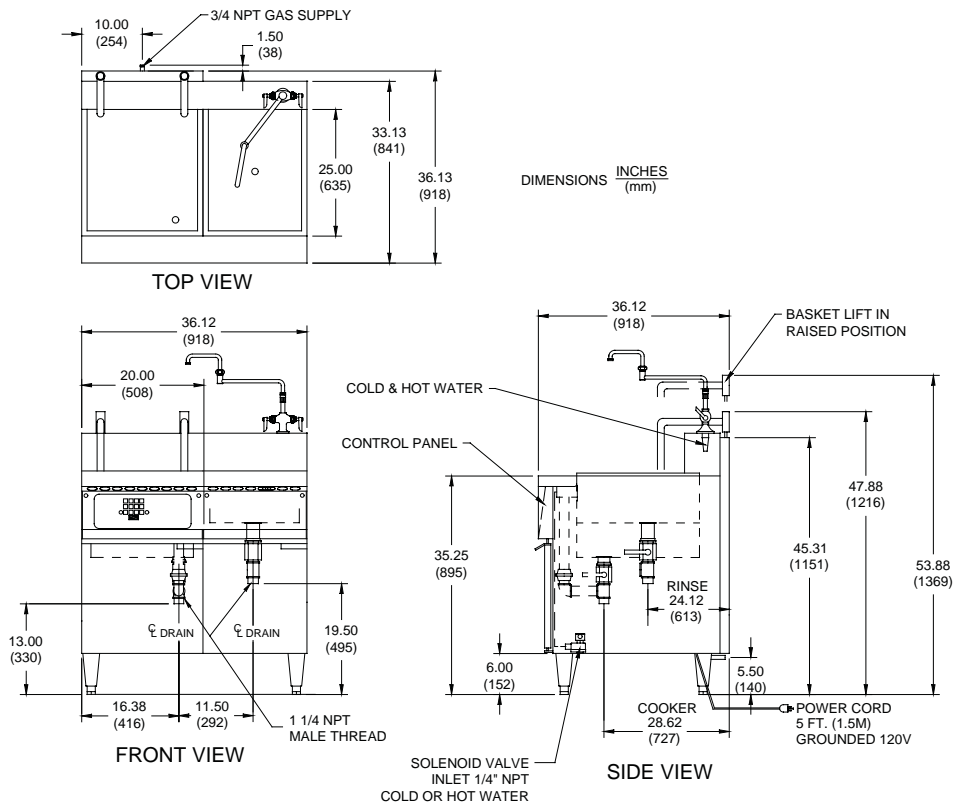 10.00
(254)
3/4 NPT GAS SUPPLY
1.50
(38)
33.13
(841)
25.00
(635)
36.13
(918)
DIMENSIONS INCHES
(mm)
TOP VIEW
36.12
(918)
20.00
(508)
13.00
(330)
℄ DRAIN
℄ DRAIN
19.50
(495)
16.38
(416)
11.50
(292)
1 1/4 NPT
MALE THREAD
FRONT VIEW
36.12
(918)
BASKET LIFT IN
RAISED POSITION
COLD & HOT WATER
CONTROL PANEL
35.25
(895)
47.88
(1216)
45.31
(1151)
53.88
(1369)
RINSE
24.12
(613)
6.00
(152)
5.50
(140)
COOKER
28.62
(727)
POWER CORD
5 FT. (1.5M)
GROUNDED 120V
SOLENOID VALVE
INLET 1/4" NPT
COLD OR HOT WATER
SIDE VIEW